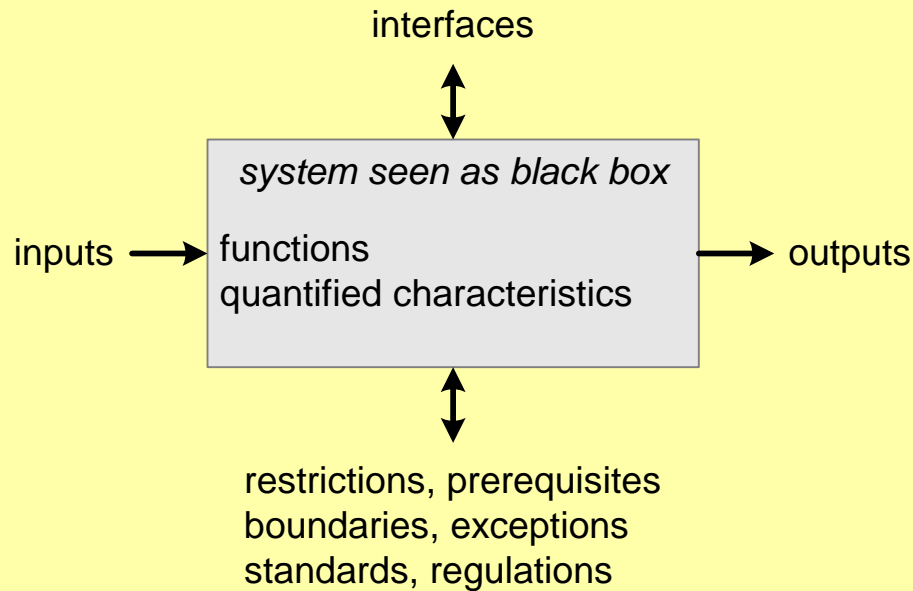 interfaces
system seen as black box
inputs
functions
quantified characteristics
outputs
restrictions, prerequisites
boundaries, exceptions
standards, regulations